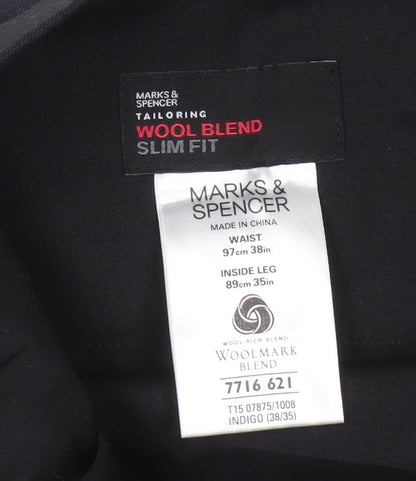 MARKS &
SPENCER
TAILORING
WOOL BLEND
SLIM FIT
MARKS &
SPENCER
MADE IN CHINA
WAIST
97cm 38in
INSIDE LEG
89cm 35in
WOOL RICH BLEND
WOOLMARK
BLEND
7716 621
T15 07875/1008
INDIGO (38/35)